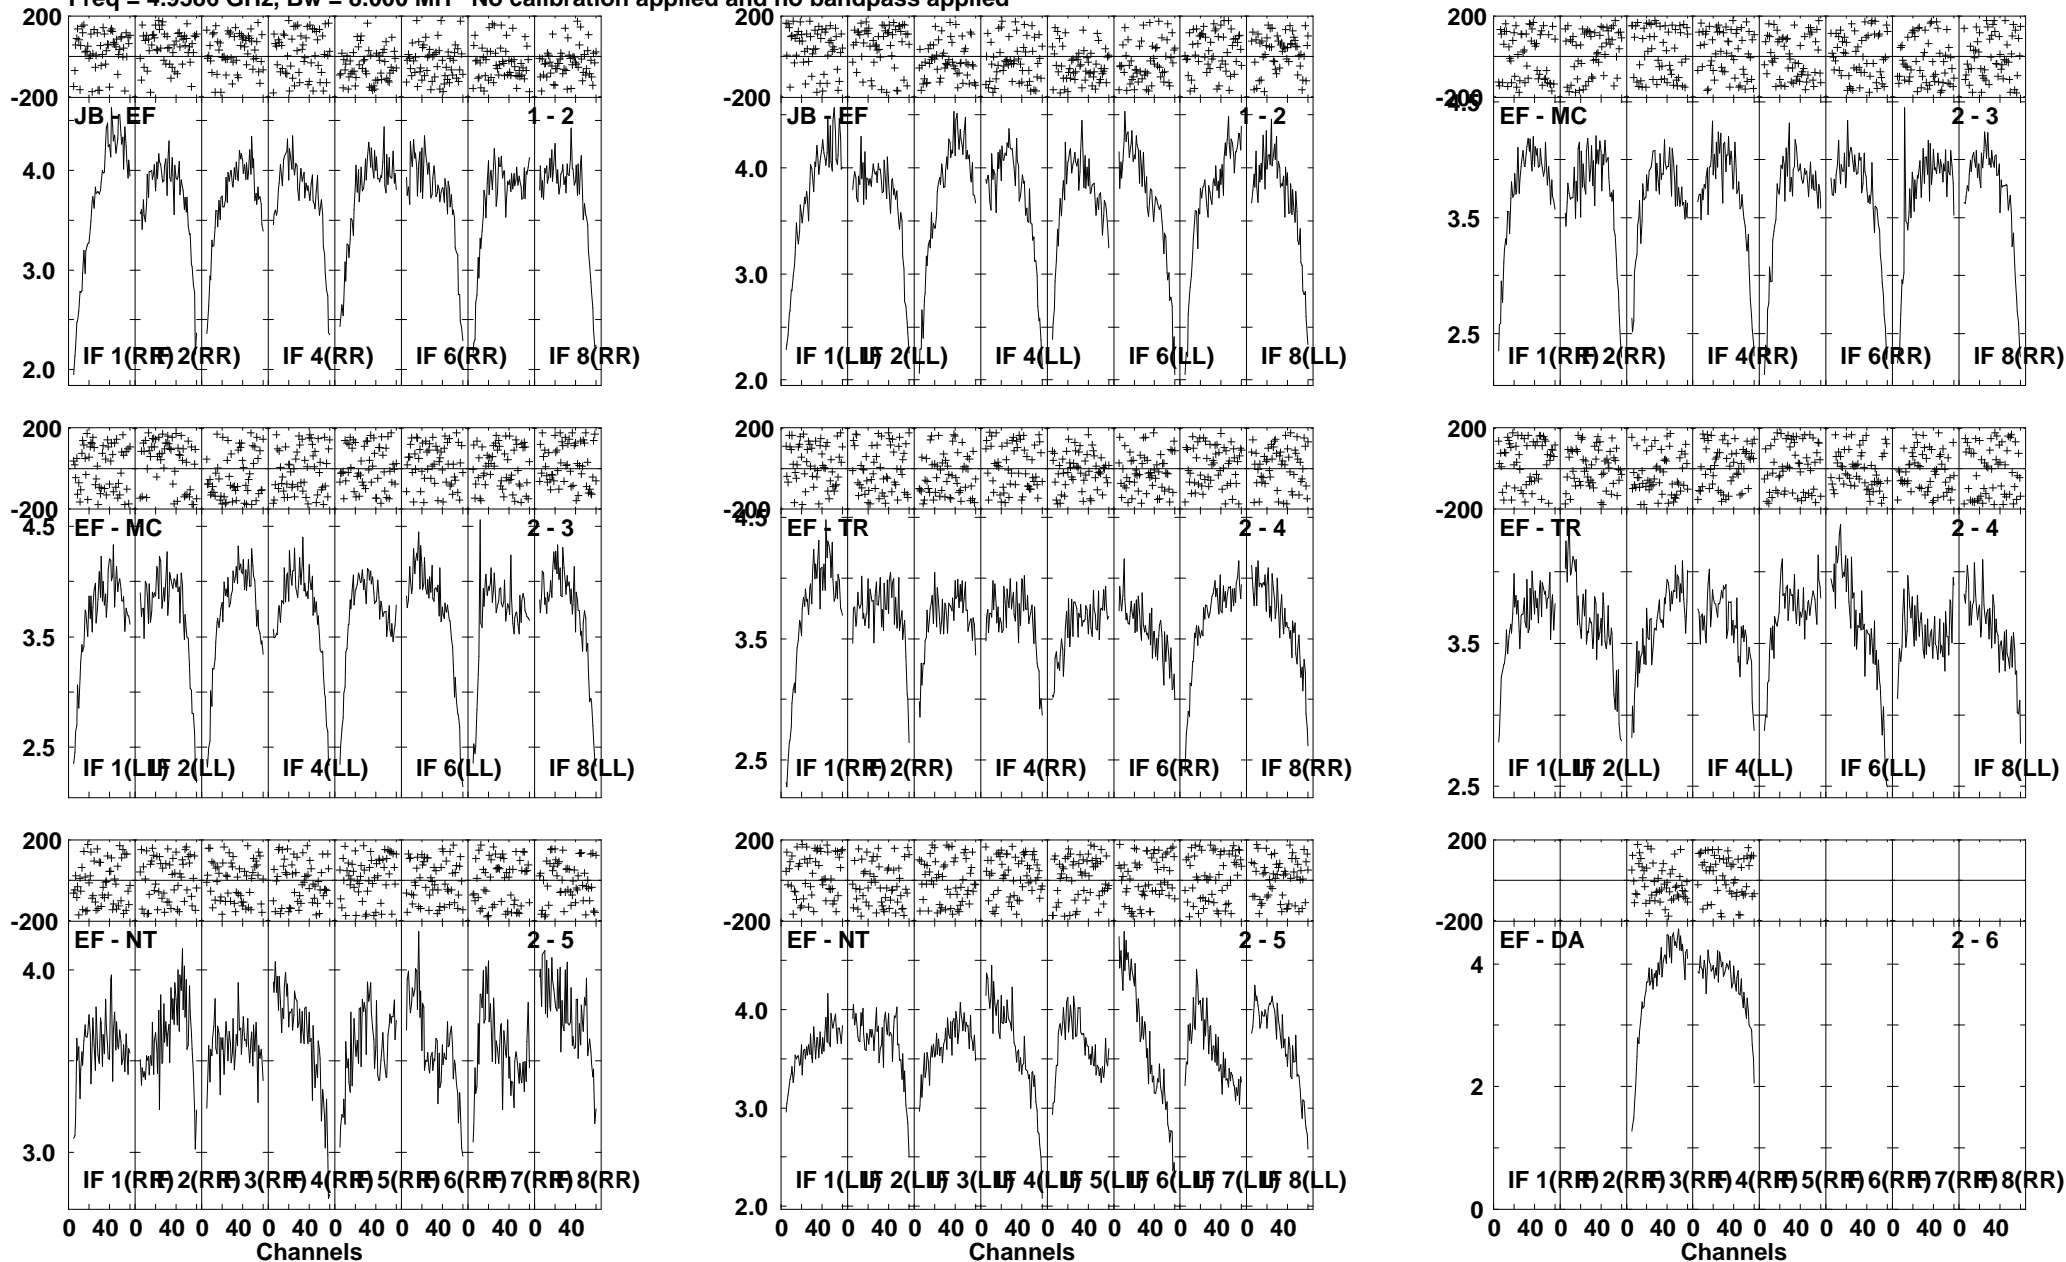 Freq = 4.9586 GHz, Bw = 8.000 MH No calibration applied and no bandpass applied
200 200 200
-200 -200 -200
JB - EF 1 - 2 JB - EF 1 - 2 4.5 EF - MC 2 - 3
4.0 4.0
3.5
3.0 3.0
2.5
IF 1(RR) IF 2(RR) IF 4(RR) IF 6(RR) IF 8(RR) IF 1(LL) IF 2(LL) IF 4(LL) IF 6(LL) IF 8(LL) IF 1(RR) IF 2(RR) IF 4(RR) IF 6(RR) IF 8(RR)
2.0 2.0
200 200 200
-200 -200 -200
4.5 EF - MC 2 - 3 4.5 EF - TR 2 - 4 EF - TR 2 - 4
3.5 3.5 3.5
2.5 2.5 2.5
IF 1(LL) IF 2(LL) IF 4(LL) IF 6(LL) IF 8(LL) IF 1(RR) IF 2(RR) IF 4(RR) IF 6(RR) IF 8(RR) IF 1(LL) IF 2(LL) IF 4(LL) IF 6(LL) IF 8(LL)
200 200 200
-200 -200 -200
EF - NT 2 - 5 EF - NT 2 - 5 EF - DA 2 - 6
4.0 4.0 4
3.0 3.0 2
IF 1(RR) IF 2(RR) IF 3(RR) IF 4(RR) IF 5(RR) IF 6(RR) IF 7(RR) IF 8(RR) IF 1(LL) IF 2(LL) IF 3(LL) IF 4(LL) IF 5(LL) IF 6(LL) IF 7(LL) IF 8(LL) IF 1(RR) IF 2(RR) IF 3(RR) IF 4(RR) IF 5(RR) IF 6(RR) IF 7(RR) IF 8(RR)
2.0 0
0 40 0 40 0 40 0 40 0 40 0 40 0 40 0 40 0 40 0 40 0 40 0 40 0 40 0 40 0 40 0 40 0 40 0 40 0 40 0 40 0 40 0 40 0 40 0 40
Channels Channels Channels